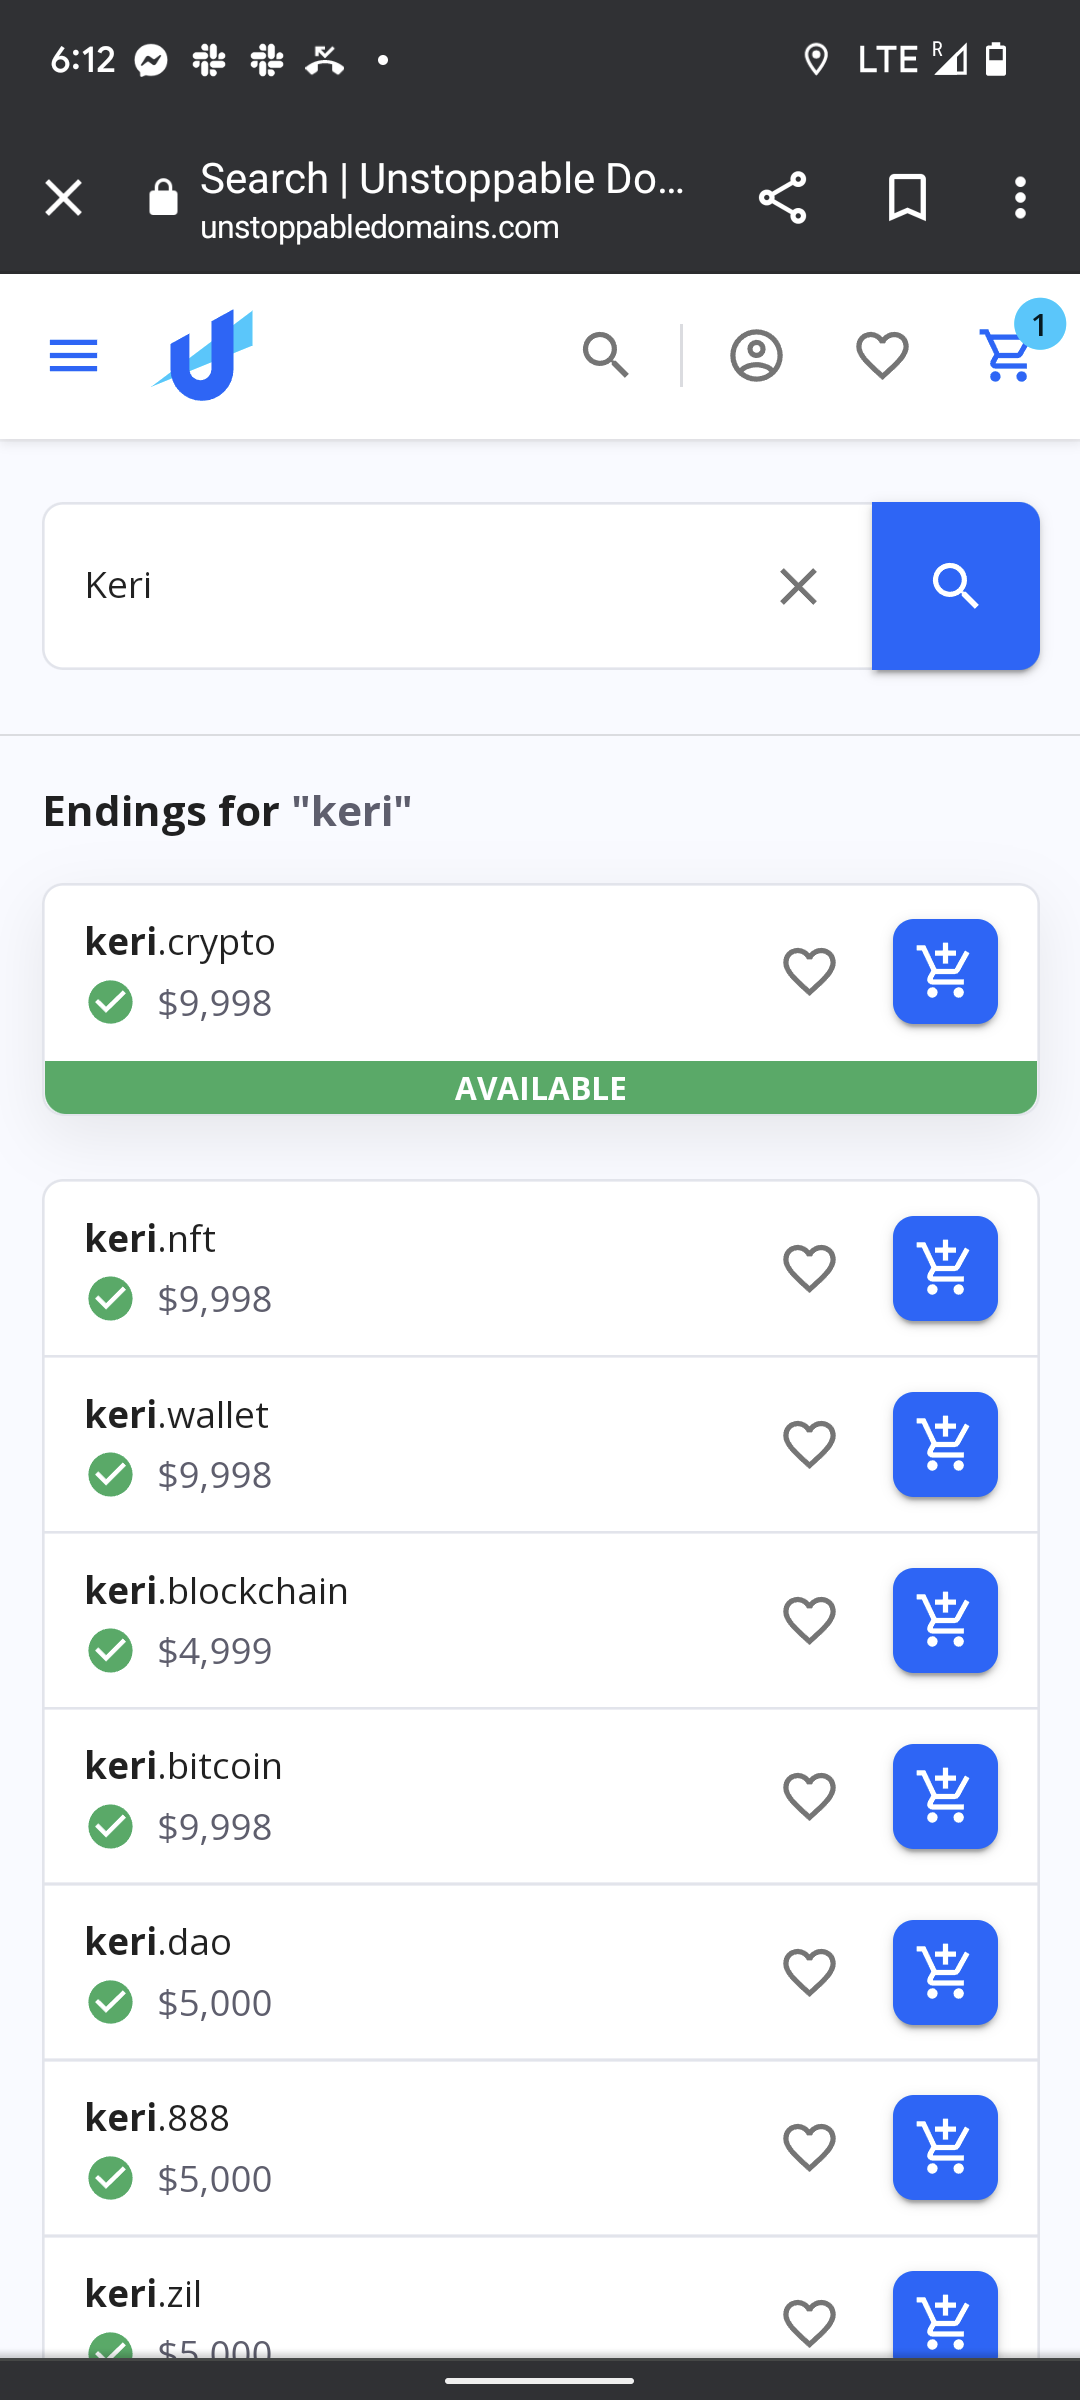 6:12
LTE R
Search | Unstoppable Do...
unstoppabledomains.com
1
Keri
Endings for "keri"
keri.crypto
$9,998
AVAILABLE
keri.nft
$9,998
keri.wallet
$9,998
keri.blockchain
$4,999
keri.bitcoin
$9,998
keri.dao
$5,000
keri.888
$5,000
keri.zil
$5,000